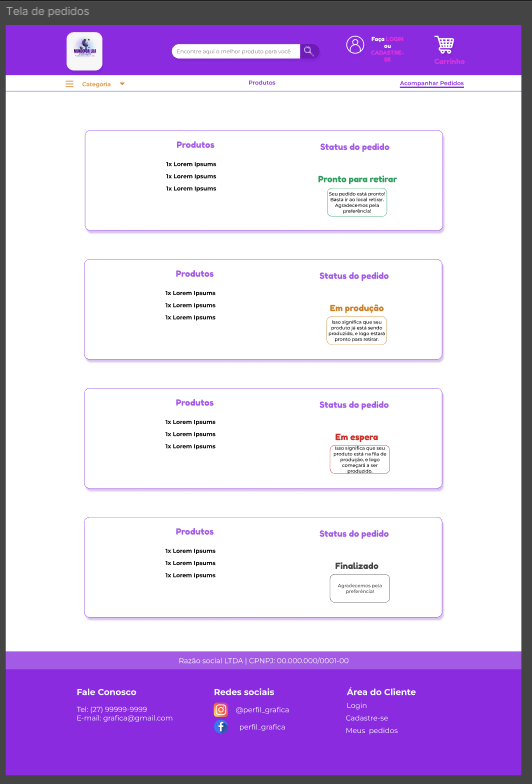 Tela de pedidos
Encontre aqui o melhor produto para você
Faça LOGIN
ou
CADASTRE-
SE
Carrinho
Categoria
Produtos
Acompanhar Pedidos
Produtos
Status do pedido
1x Lorem Ipsums
1x Lorem Ipsums
1x Lorem Ipsums
Pronto para retirar
Seu pedido está pronto!
Basta ir ao local retirar.
Agradecemos pela
preferência!
Produtos
Status do pedido
1x Lorem Ipsums
1x Lorem Ipsums
1x Lorem Ipsums
Em produção
Isso significa que seu
produto já está sendo
produzido, e logo estará
pronto para retirar.
Produtos
Status do pedido
1x Lorem Ipsums
1x Lorem Ipsums
1x Lorem Ipsums
Em espera
Isso significa que seu
produto está na fila de
produção, e logo
começará a ser
produzido.
Produtos
Status do pedido
1x Lorem Ipsums
1x Lorem Ipsums
1x Lorem Ipsums
Finalizado
Agradecemos pela
preferência!
Razão social LTDA | CPNPJ: 00.000.000/0001-00
Fale Conosco
Tel: (27) 99999-9999
E-mail: grafica@gmail.com
Redes sociais
@perfil_grafica
perfil_grafica
Área do Cliente
Login
Cadastre-se
Meus pedidos